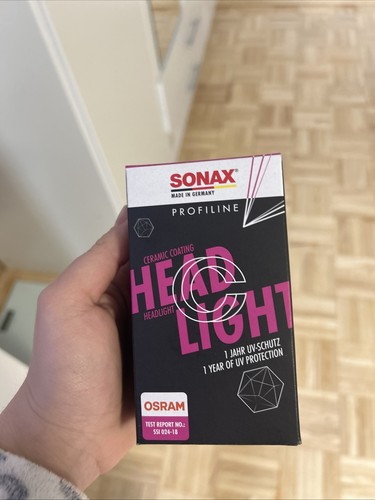 SONAX
MADE IN GERMANY
PROFILINE
CERAMIC COATING
HEAD
HEADLIGHT
LIGHT
CC
1 JAHR UV-SCHUTZ
1 YEAR OF UV PROTECTION
OSRAM
TEST REPORT NO.:
SSI 024-18